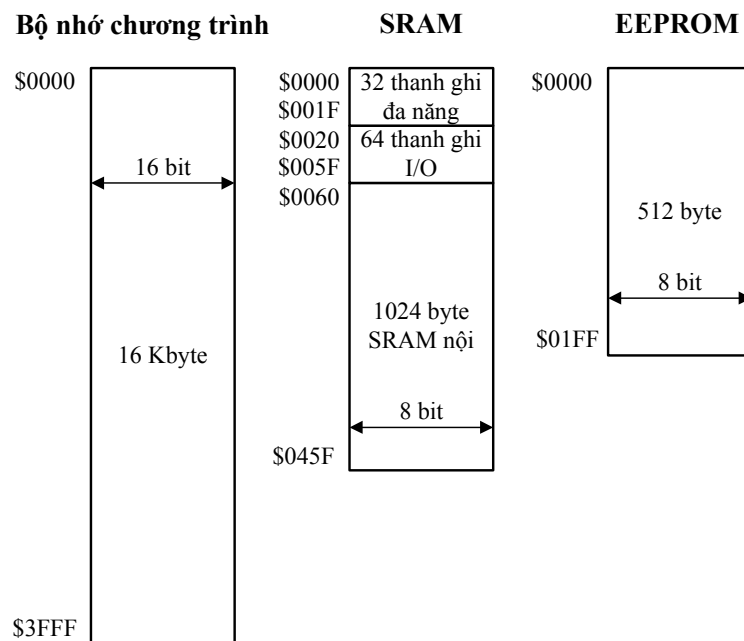 Bộ nhớ chương trình
$0000
16 bit
16 Kbyte
$3FFF
SRAM
$0000
32 thanh ghi
$001F
đa năng
$0020
64 thanh ghi
$005F
I/O
$0060
1024 byte
SRAM nội
8 bit
$045F
EEPROM
$0000
512 byte
8 bit
$01FF